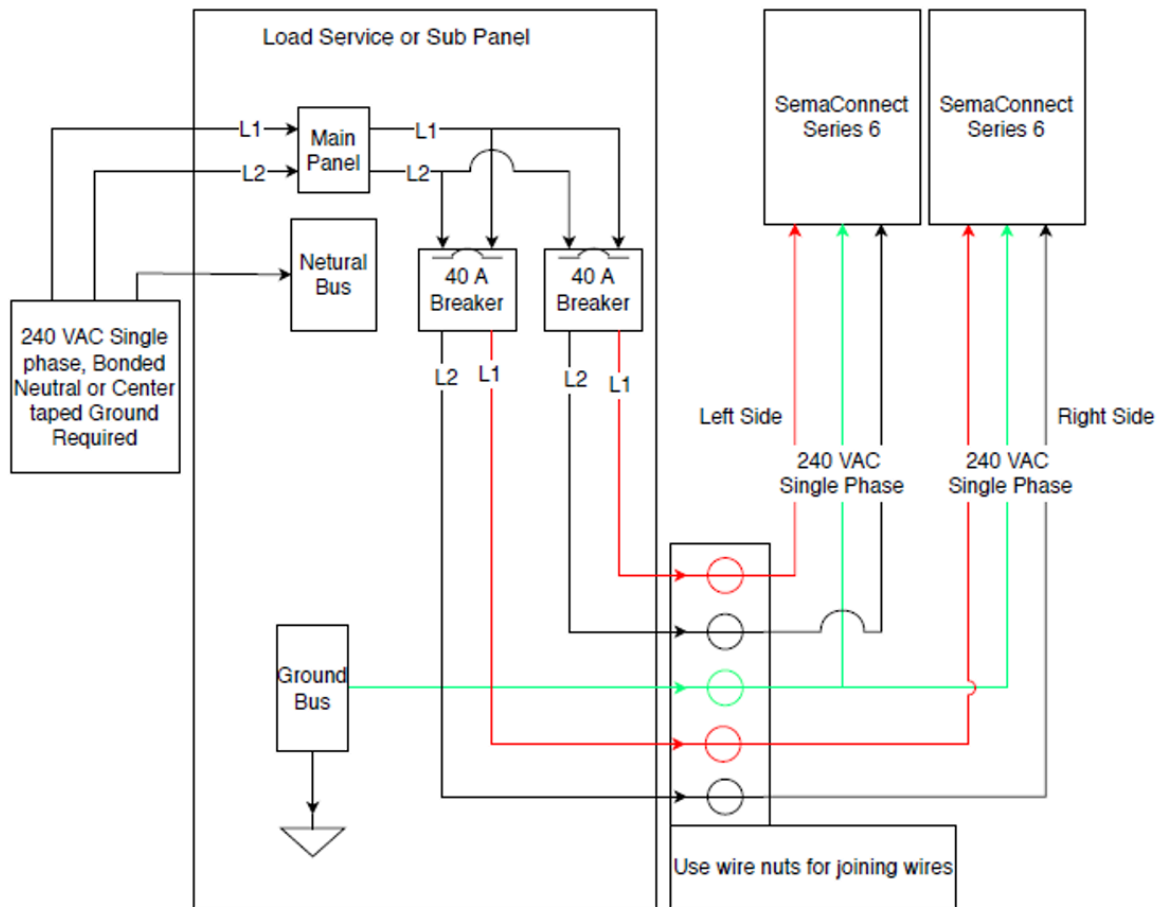 Load Service or Sub Panel
SemaConnect
Series 6
SemaConnect
Series 6
L1
Main
Panel
L1
L2
L2
Netural
Bus
40 A
Breaker
40 A
Breaker
240 VAC Single
phase, Bonded
Neutral or Center
taped Ground
Required
L2
L1
L2
L1
Left Side
Right Side
240 VAC
Single Phase
240 VAC
Single Phase
Ground
Bus
Use wire nuts for joining wires